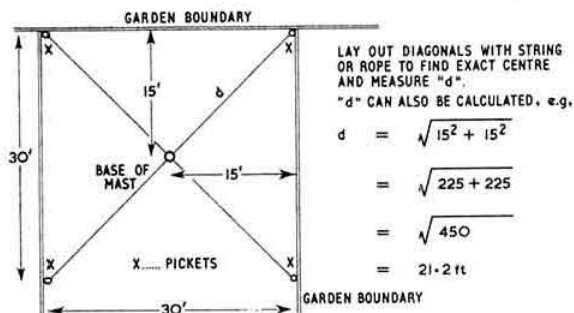 GARDEN BOUNDARY
X
X
15'
d
30'
BASE OF
MAST
15'
X
X
X..... PICKETS
30'
GARDEN BOUNDARY
LAY OUT DIAGONALS WITH STRING
OR ROPE TO FIND EXACT CENTRE
AND MEASURE "d".
"d" CAN ALSO BE CALCULATED, e.g.
d = √15² + 15²
= √225 + 225
= √450
= 21·2 ft